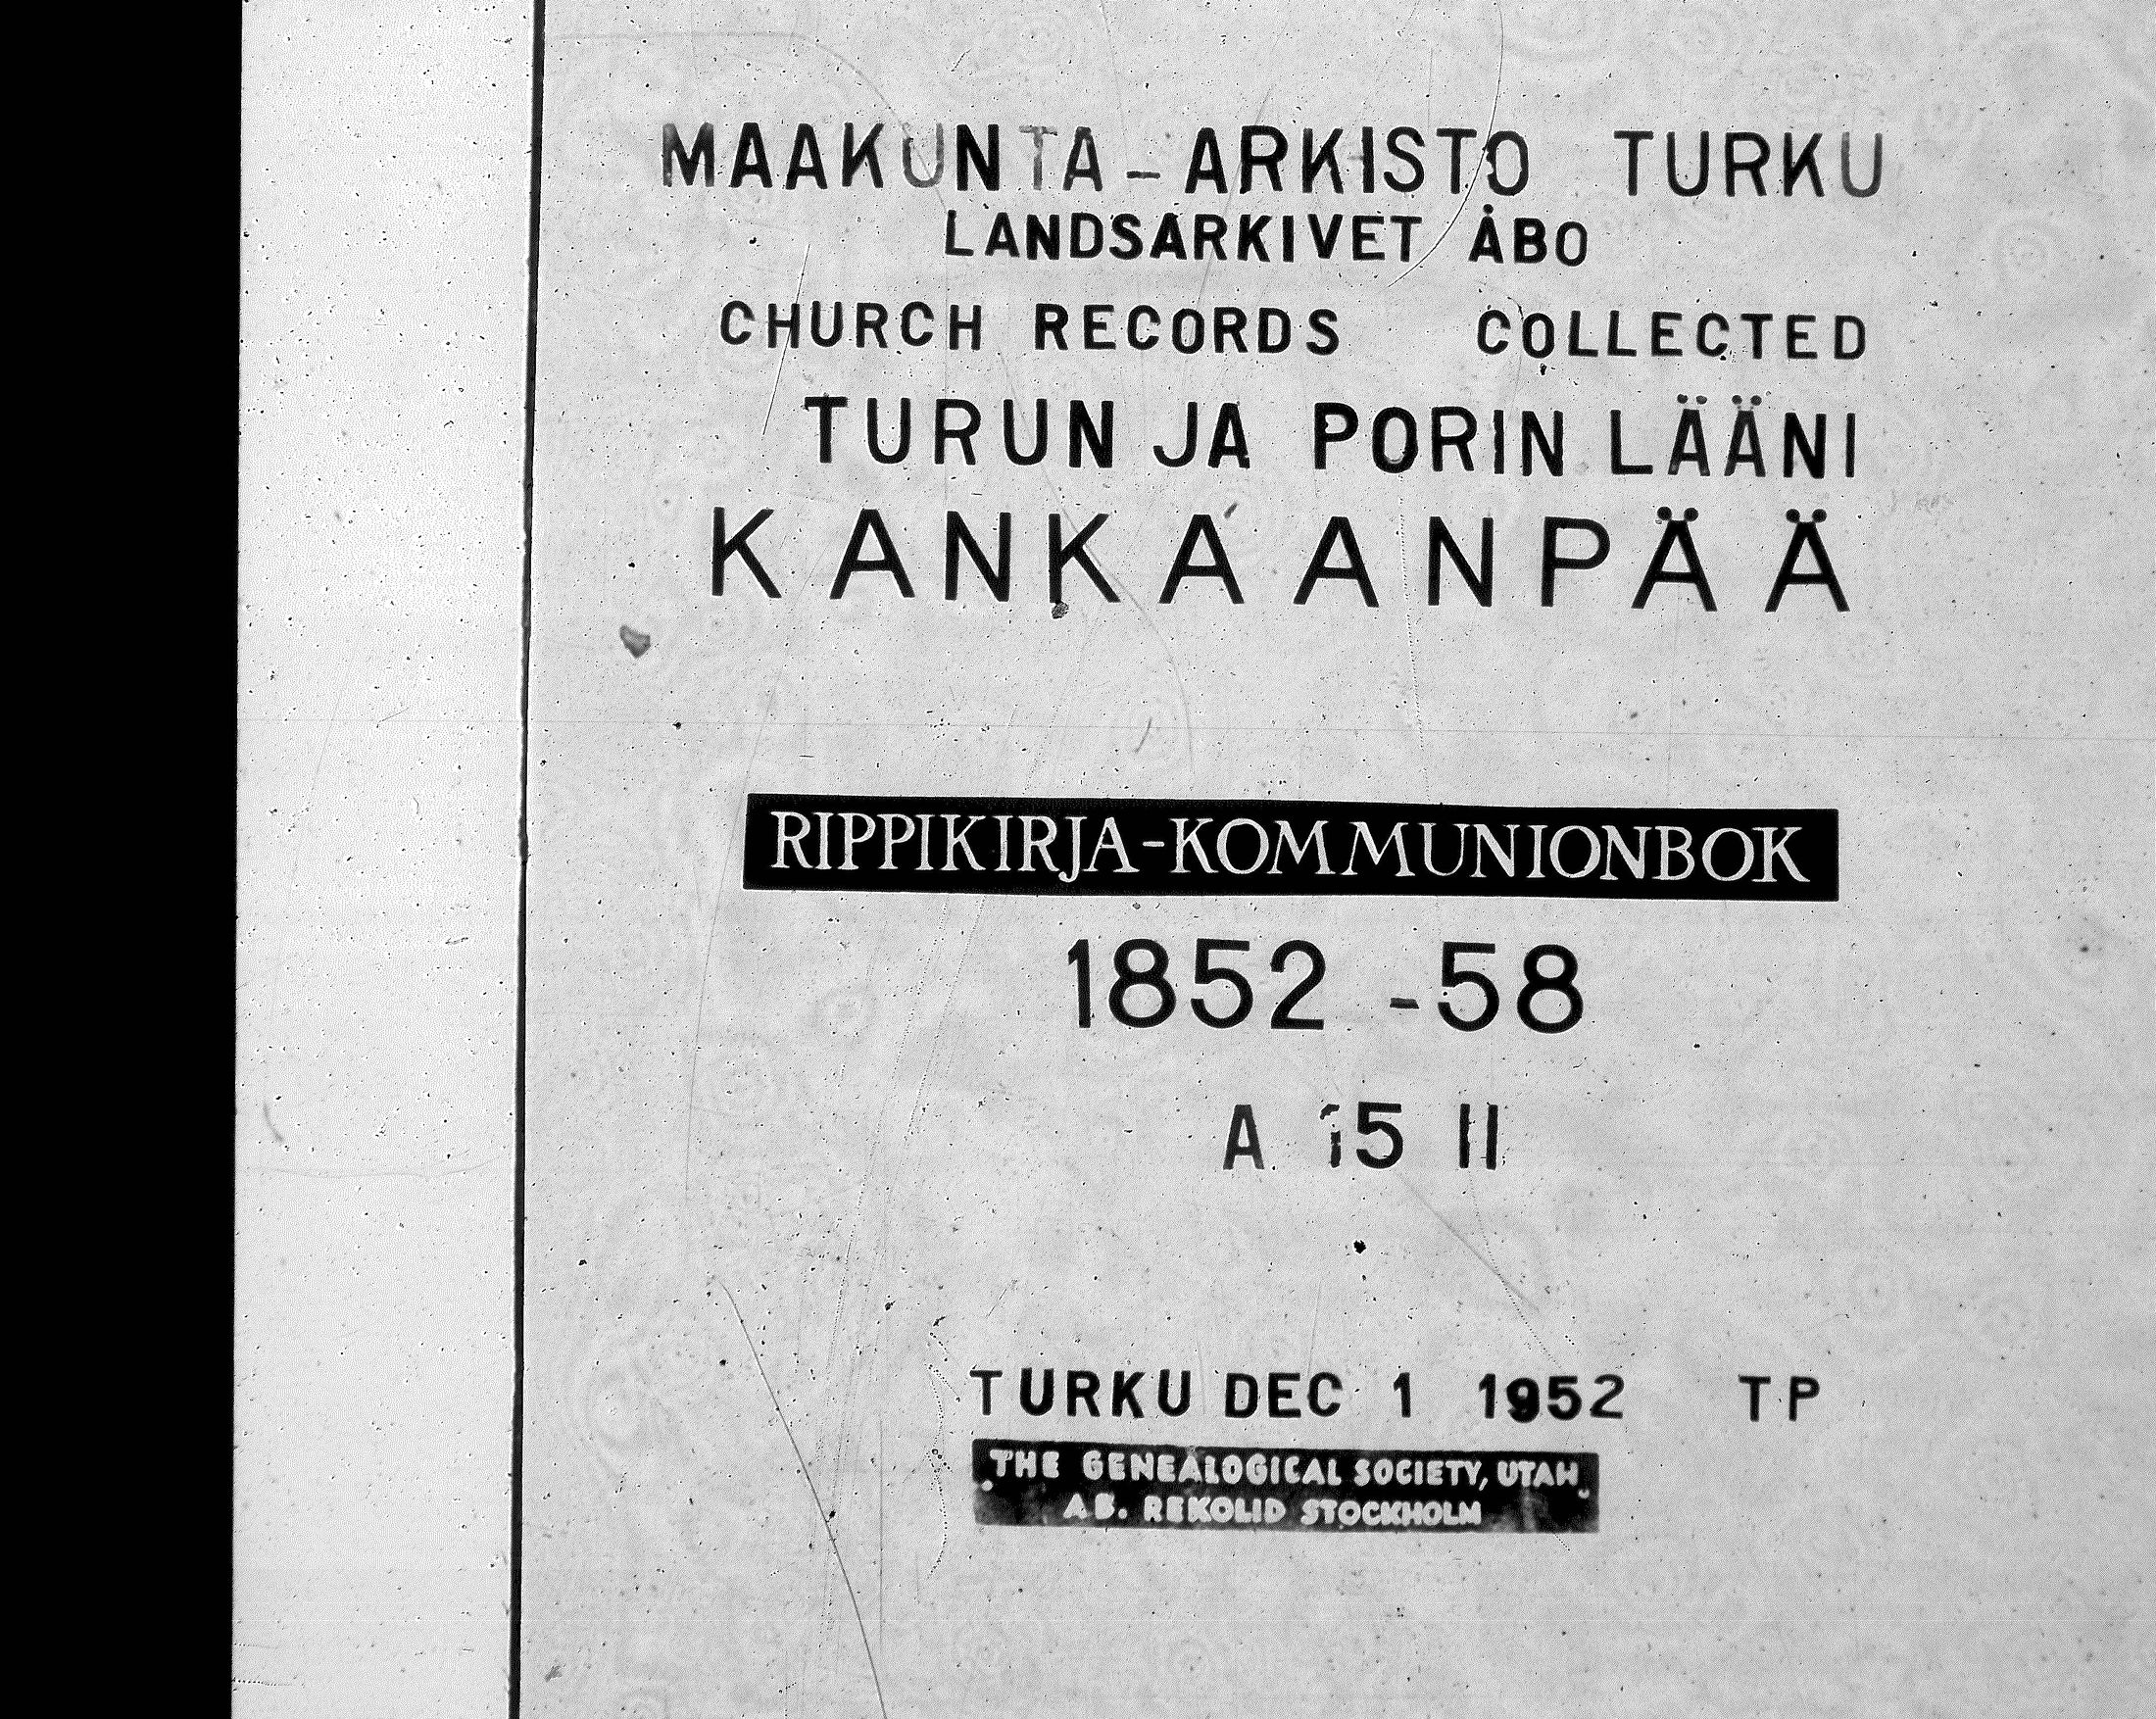 MAAKUNTA-ARKISTO TURKU
LANDSARKIVET ÅBO
CHURCH RECORDS COLLECTED
TURUN JA PORIN LÄÄNI
KANKAANPÄÄ
RIPPIKIRJA-KOMMUNIONBOK
1852-58
A 15 II
TURKU DEC 1 1952 TP
THE GENEALOGICAL SOCIETY, UTAH.
AB. REKOLID STOCKHOLM